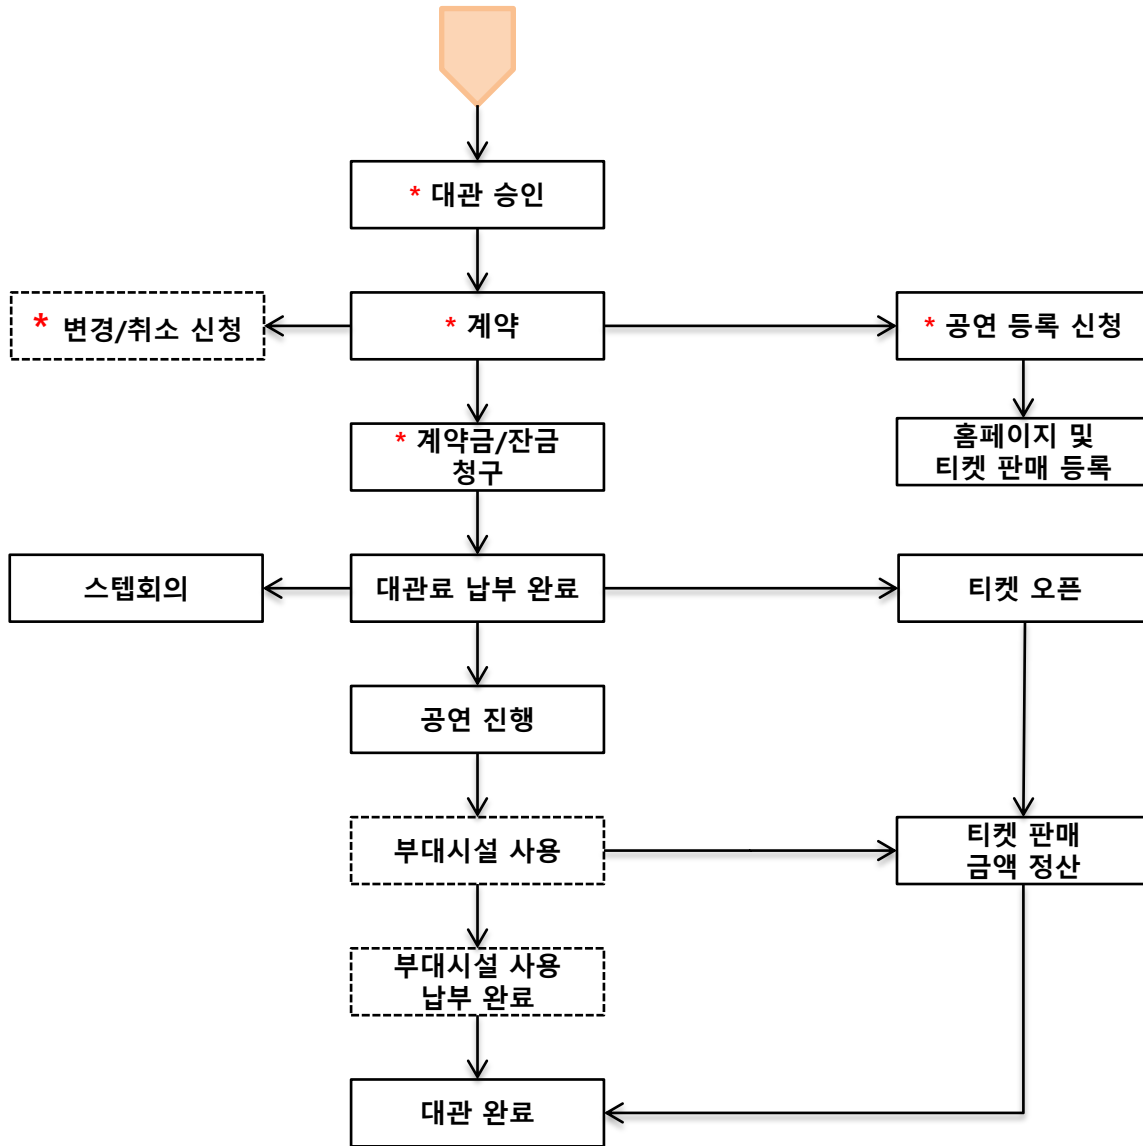 * 대관 승인
* 변경/취소 신청
* 계약
* 공연 등록 신청
* 계약금/잔금
청구
홈페이지 및
티켓 판매 등록
스텝회의
대관료 납부 완료
티켓 오픈
공연 진행
부대시설 사용
티켓 판매
금액 정산
부대시설 사용
납부 완료
대관 완료